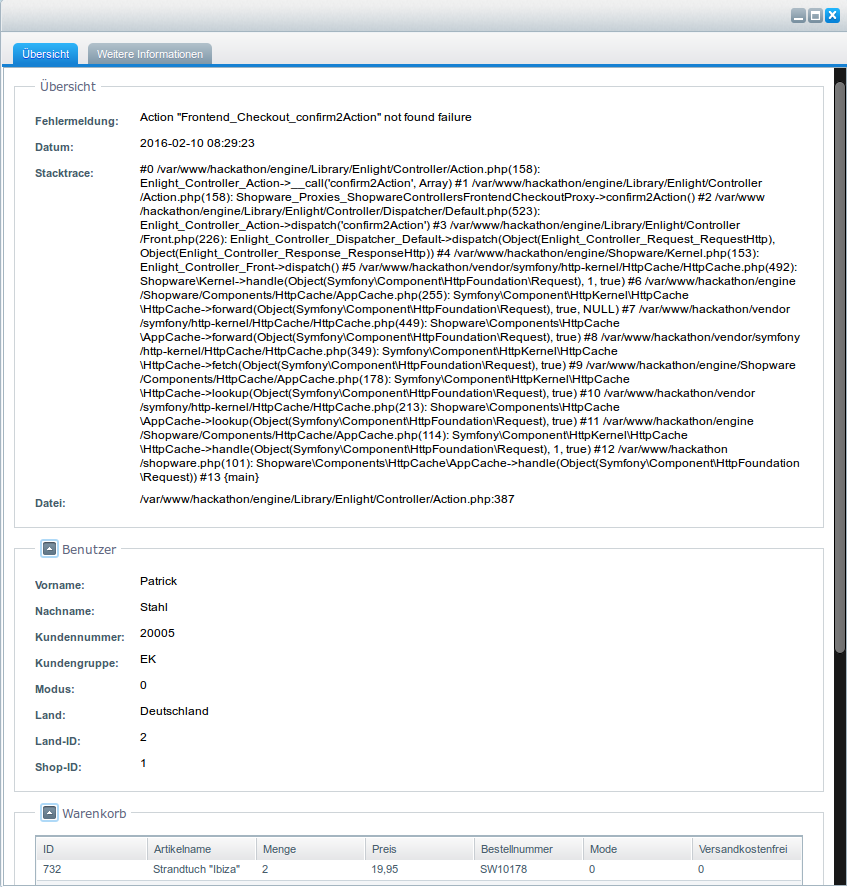 Übersicht Weitere Informationen
Übersicht
Fehlermeldung: Action "Frontend_Checkout_confirm2Action" not found failure
Datum: 2016-02-10 08:29:23
Stacktrace: #0 /var/www/hackathon/engine/Library/Enlight/Controller/Action.php(158):
Enlight_Controller_Action->__call('confirm2Action', Array) #1 /var/www/hackathon/engine/Library/Enlight/Controller
/Action.php(158): Shopware_Proxies_ShopwareControllersFrontendCheckoutProxy->confirm2Action() #2 /var/www
/hackathon/engine/Library/Enlight/Controller/Dispatcher/Default.php(523):
Enlight_Controller_Action->dispatch('confirm2Action') #3 /var/www/hackathon/engine/Library/Enlight/Controller
/Front.php(226): Enlight_Controller_Dispatcher_Default->dispatch(Object(Enlight_Controller_Request_RequestHttp),
Object(Enlight_Controller_Response_ResponseHttp)) #4 /var/www/hackathon/engine/Shopware/Kernel.php(153):
Enlight_Controller_Front->dispatch() #5 /var/www/hackathon/vendor/symfony/http-kernel/HttpCache/HttpCache.php(492):
Shopware\Kernel->handle(Object(Symfony\Component\HttpFoundation\Request), 1, true) #6 /var/www/hackathon/engine
/Shopware/Components/HttpCache/AppCache.php(255): Symfony\Component\HttpKernel\HttpCache
\HttpCache->forward(Object(Symfony\Component\HttpFoundation\Request), true, NULL) #7 /var/www/hackathon/vendor
/symfony/http-kernel/HttpCache/HttpCache.php(449): Shopware\Components\HttpCache
\AppCache->forward(Object(Symfony\Component\HttpFoundation\Request), true) #8 /var/www/hackathon/vendor/symfony
/http-kernel/HttpCache/HttpCache.php(349): Symfony\Component\HttpKernel\HttpCache
\HttpCache->fetch(Object(Symfony\Component\HttpFoundation\Request), true) #9 /var/www/hackathon/engine/Shopware
/Components/HttpCache/AppCache.php(178): Symfony\Component\HttpKernel\HttpCache
\HttpCache->lookup(Object(Symfony\Component\HttpFoundation\Request), true) #10 /var/www/hackathon/vendor
/symfony/http-kernel/HttpCache/HttpCache.php(213): Shopware\Components\HttpCache
\AppCache->lookup(Object(Symfony\Component\HttpFoundation\Request), true) #11 /var/www/hackathon/engine
/Shopware/Components/HttpCache/AppCache.php(114): Symfony\Component\HttpKernel\HttpCache
\HttpCache->handle(Object(Symfony\Component\HttpFoundation\Request), 1, true) #12 /var/www/hackathon
/shopware.php(101): Shopware\Components\HttpCache\AppCache->handle(Object(Symfony\Component\HttpFoundation
\Request)) #13 {main}
Datei: /var/www/hackathon/engine/Library/Enlight/Controller/Action.php:387
Benutzer
Vorname: Patrick
Nachname: Stahl
Kundennummer: 20005
Kundengruppe: EK
Modus: 0
Land: Deutschland
Land-ID: 2
Shop-ID: 1
Warenkorb
ID Artikelname Menge Preis Bestellnummer Mode Versandkostenfrei
732 Strandtuch "Ibiza" 2 19,95 SW10178 0 0